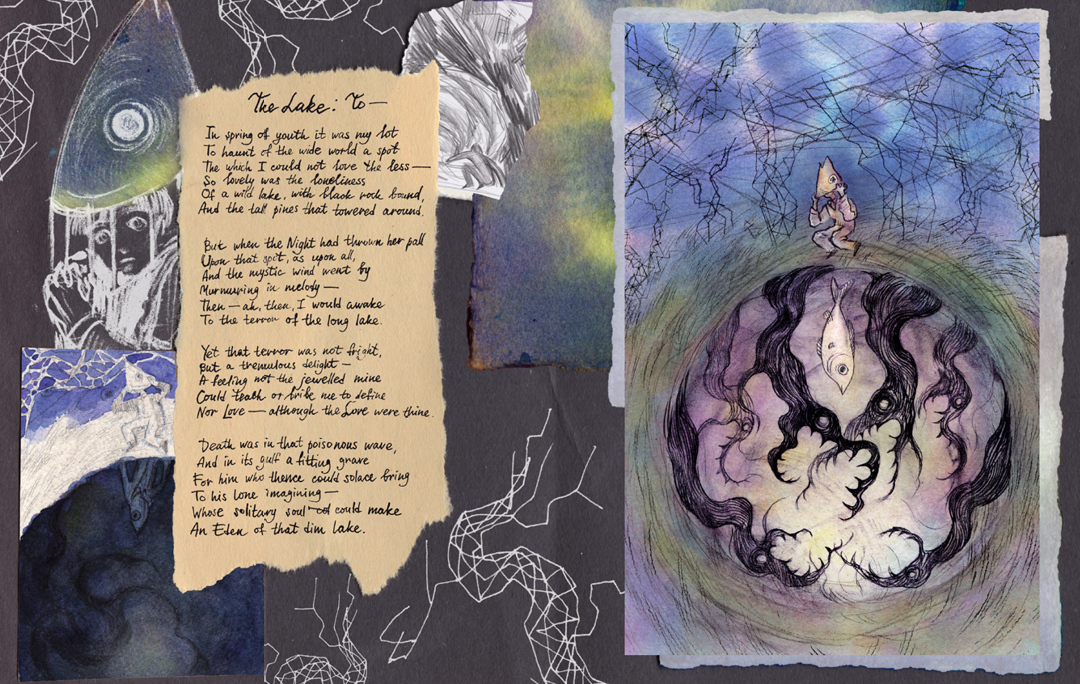 The Lake: To—
In spring of youth it was my lot
To haunt of the wide world a spot
The which I could not love the less—
So lovely was the loneliness
Of a wild lake, with black rock bound,
And the tall pines that towered around.
But when the Night had thrown her pall
Upon that spot, as upon all,
And the mystic wind went by
Murmuring in melody—
Then—ah, then, I would awake
To the terror of the lone lake.
Yet that terror was not fright,
But a tremulous delight—
A feeling not the jewelled mine
Could teach or bribe me to define
Nor Love—although the Love were thine.
Death was in that poisonous wave,
And in its gulf a fitting grave
For him who thence could solace bring
To his lone imagining—
Whose solitary soul could make
An Eden of that dim lake.